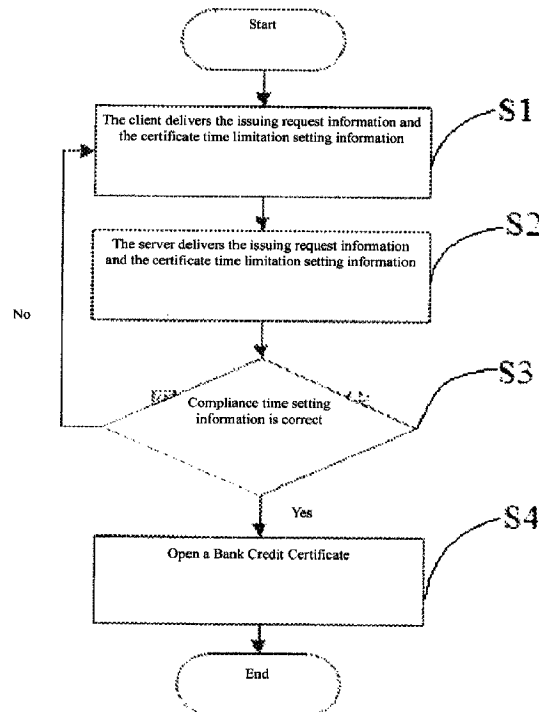 Start
The client delivers the issuing request information and
the certificate time limitation setting information
S1
The server delivers the issuing request information
and the certificate time limitation setting information
S2
No
Compliance time setting
information is correct
S3
Yes
Open a Bank Credit Certificate
S4
End